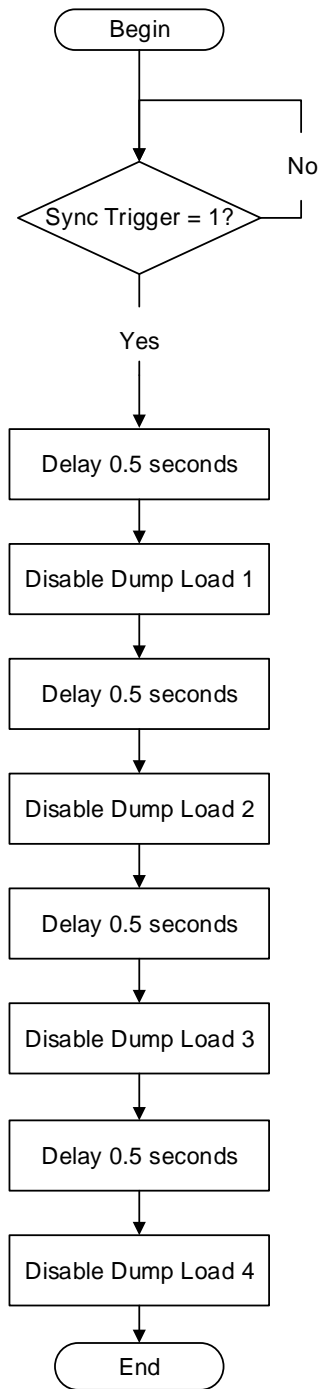 Begin
No
Sync Trigger = 1?
Yes
Delay 0.5 seconds
Disable Dump Load 1
Delay 0.5 seconds
Disable Dump Load 2
Delay 0.5 seconds
Disable Dump Load 3
Delay 0.5 seconds
Disable Dump Load 4
End